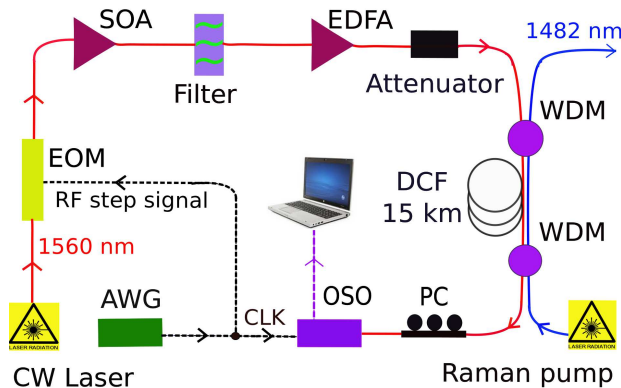 SOA
EDFA
1482 nm
Filter
Attenuator
WDM
EOM
DCF
15 km
RF step signal
WDM
1560 nm
AWG
CLK
OSO
PC
LASER RADIATION
LASER RADIATION
CW Laser
Raman pump